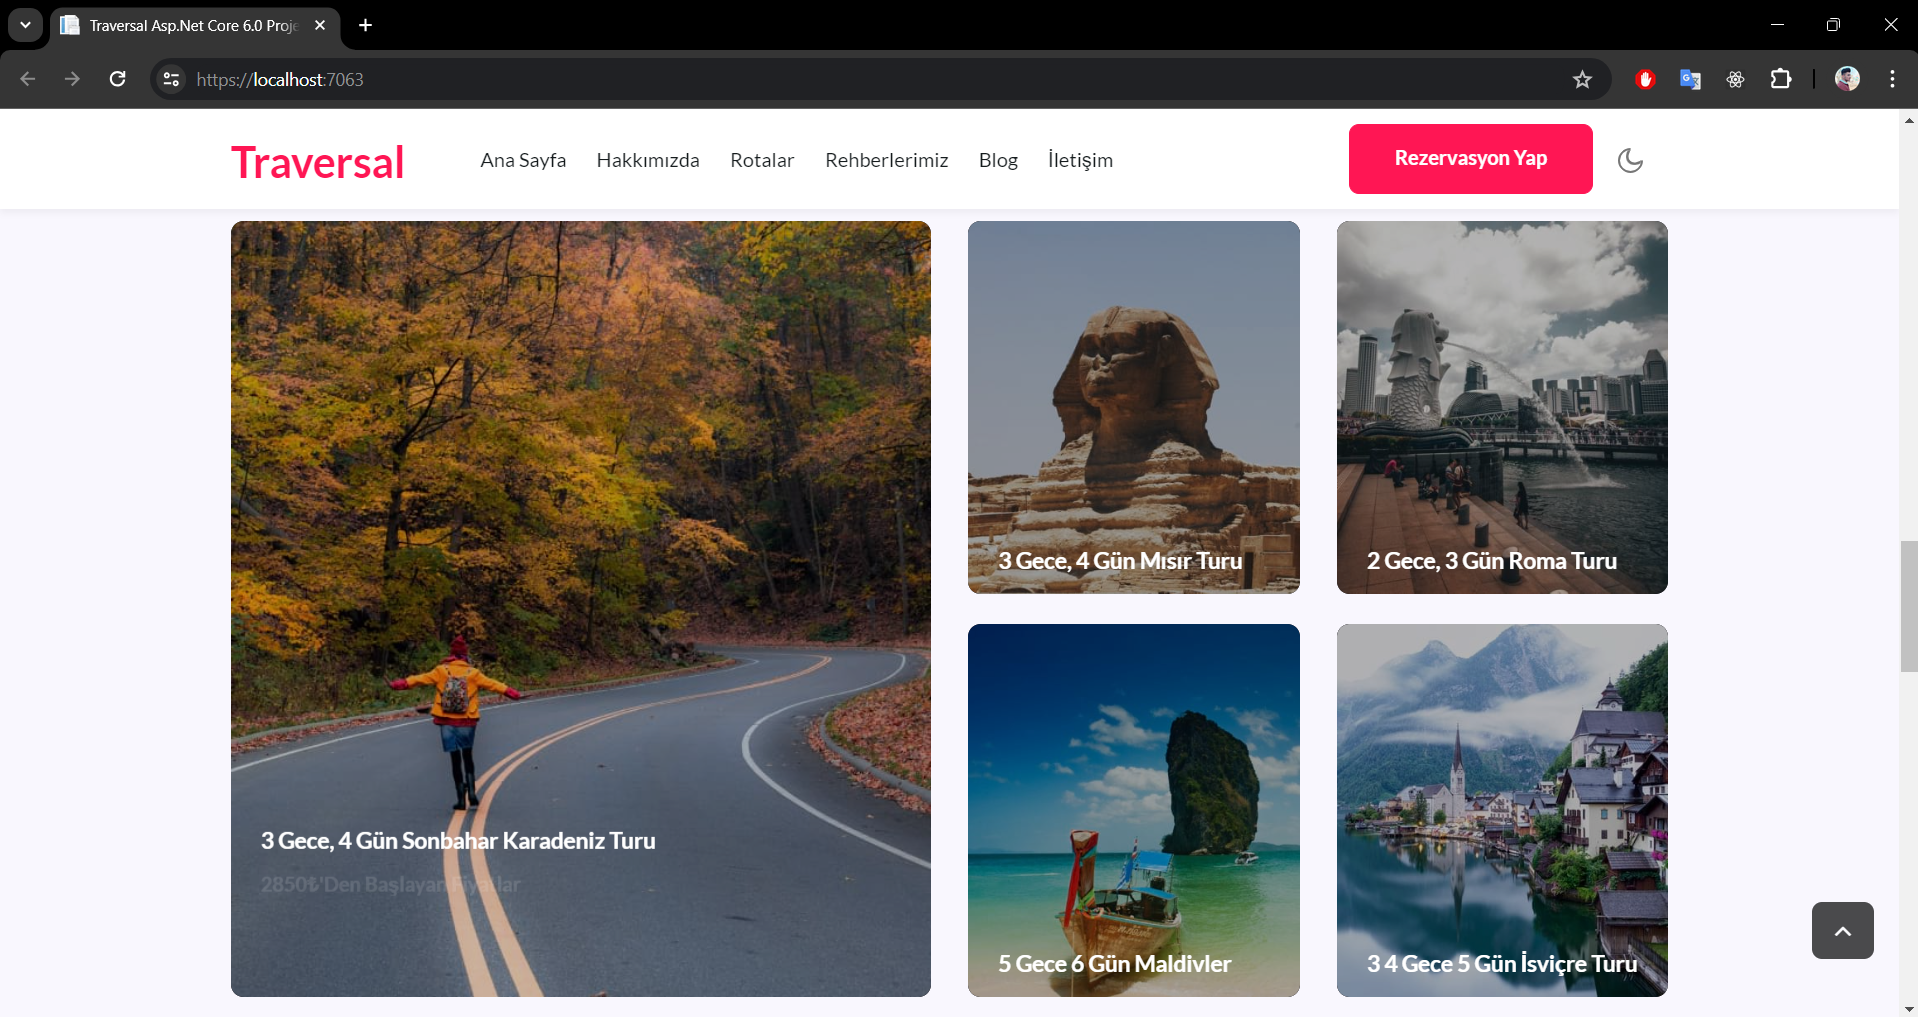 Traversal Asp.Net Core 6.0 Proje
https://localhost:7063
Traversal
Ana Sayfa
Hakkımızda
Rotalar
Rehberlerimiz
Blog
İletişim
Rezervasyon Yap
3 Gece, 4 Gün Mısır Turu
2 Gece, 3 Gün Roma Turu
3 Gece, 4 Gün Sonbahar Karadeniz Turu
2850₺'Den Başlayan Fiyatlar
5 Gece 6 Gün Maldivler
3 4 Gece 5 Gün İsviçre Turu